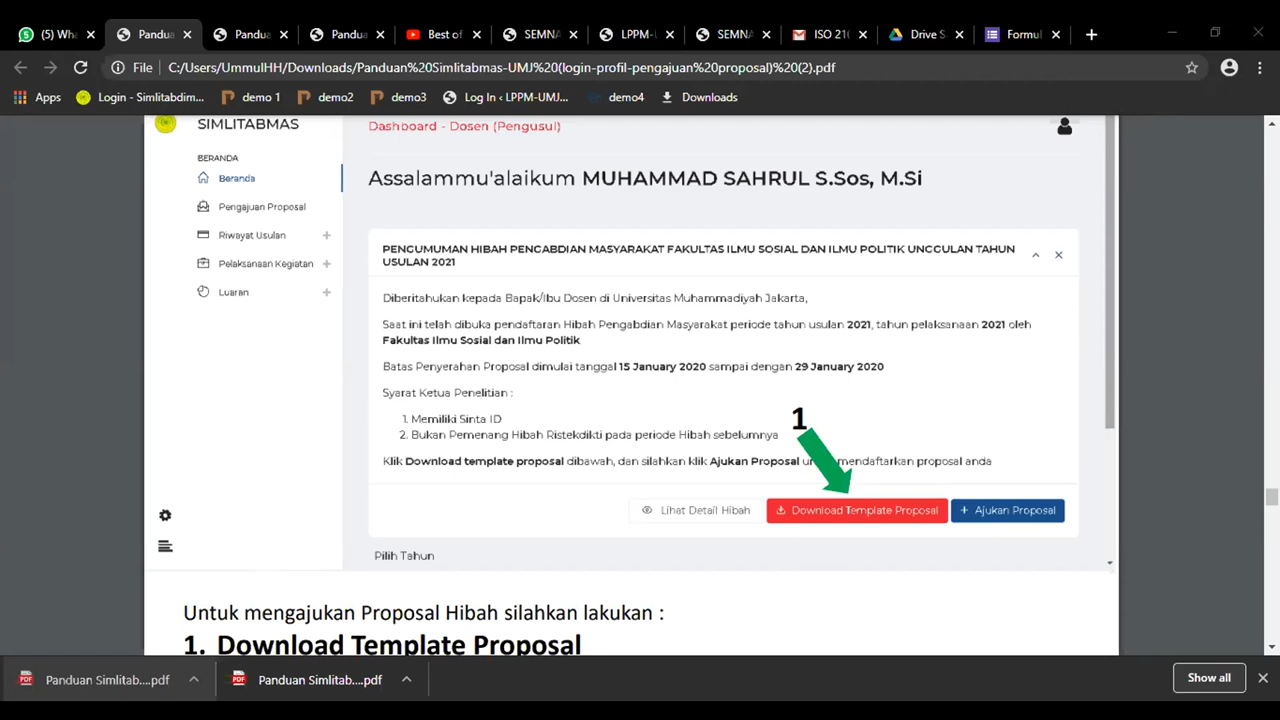 (5) Wha
Pandua
Pandua
Pandua
Best of
SEMNA
LPPM-U
SEMNA
ISO 210
Drive S
Formul
File C:/Users/UmmulHH/Downloads/Panduan%20Simlitabmas-UMJ%20(login-profil-pengajuan%20proposal)%20(2).pdf
Apps
Login - Simlitabdim...
demo 1
demo2
demo3
Log In ‹ LPPM-UMJ...
demo4
Downloads
SIMLITABMAS
Dashboard - Dosen (Pengusul)
BERANDA
Beranda
Pengajuan Proposal
Riwayat Usulan
Pelaksanaan Kegiatan
Luaran
Assalammu'alaikum MUHAMMAD SAHRUL S.Sos, M.Si
PENGUMUMAN HIBAH PENGABDIAN MASYARAKAT FAKULTAS ILMU SOSIAL DAN ILMU POLITIK UNGGULAN TAHUN
USULAN 2021
Diberitahukan kepada Bapak/Ibu Dosen di Universitas Muhammadiyah Jakarta,
Saat ini telah dibuka pendaftaran Hibah Pengabdian Masyarakat periode tahun usulan 2021, tahun pelaksanaan 2021 oleh
Fakultas Ilmu Sosial dan Ilmu Politik
Batas Penyerahan Proposal dimulai tanggal 15 January 2020 sampai dengan 29 January 2020
Syarat Ketua Penelitian :
1. Memiliki Sinta ID
2. Bukan Pemenang Hibah Ristekdikti pada periode Hibah sebelumnya
1
Klik Download template proposal dibawah, dan silahkan klik Ajukan Proposal mendaftarkan proposal anda
Lihat Detail Hibah
Download Template Proposal
+ Ajukan Proposal
Pilih Tahun
Untuk mengajukan Proposal Hibah silahkan lakukan :
1. Download Template Proposal
Panduan Simlitab....pdf
Panduan Simlitab....pdf
Show all